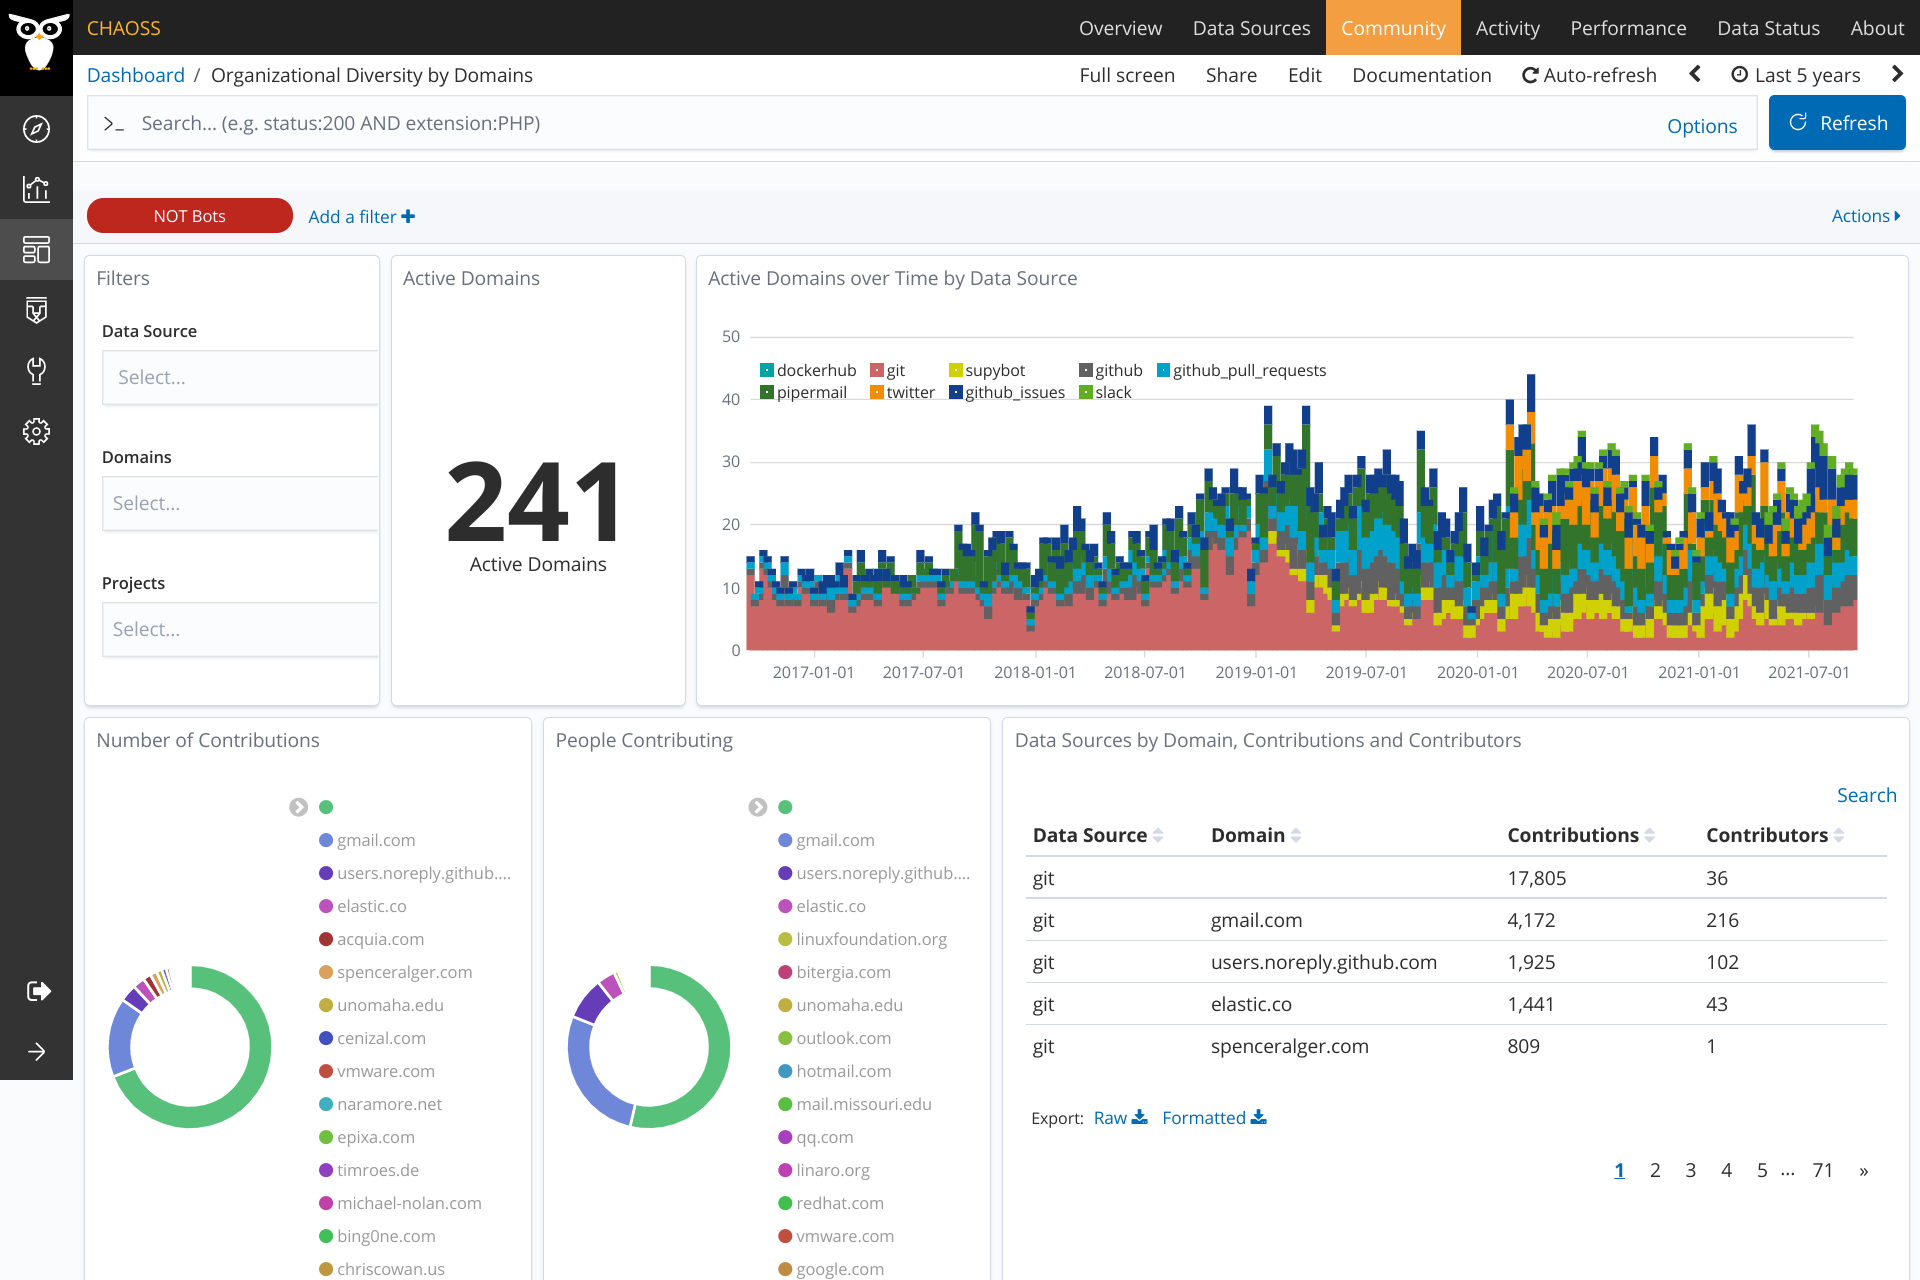 CHAOSS
Overview Data Sources Community Activity Performance Data Status About
Dashboard / Organizational Diversity by Domains
Full screen Share Edit Documentation Auto-refresh Last 5 years
>_ Search... (e.g. status:200 AND extension:PHP)
Options
Refresh
NOT Bots
Add a filter
Actions
Filters
Data Source
Select...
Domains
Select...
Projects
Select...
Active Domains
241
Active Domains
Active Domains over Time by Data Source
50
40
30
20
10
0
dockerhub git supybot github github_pull_requests
pipermail twitter github_issues slack
2017-01-01 2017-07-01 2018-01-01 2018-07-01 2019-01-01 2019-07-01 2020-01-01 2020-07-01 2021-01-01 2021-07-01
Number of Contributions
gmail.com
users.noreply.github....
elastic.co
acquia.com
spenceralger.com
unomaha.edu
cenizal.com
vmware.com
naramore.net
epixa.com
timroes.de
michael-nolan.com
bing0ne.com
chriscowan.us
People Contributing
gmail.com
users.noreply.github....
elastic.co
linuxfoundation.org
bitergia.com
unomaha.edu
outlook.com
hotmail.com
mail.missouri.edu
qq.com
linaro.org
redhat.com
vmware.com
google.com
Data Sources by Domain, Contributions and Contributors
Search
Data Source Domain Contributions Contributors
git 17,805 36
git gmail.com 4,172 216
git users.noreply.github.com 1,925 102
git elastic.co 1,441 43
git spenceralger.com 809 1
Export: Raw Formatted
1 2 3 4 5 ... 71 »